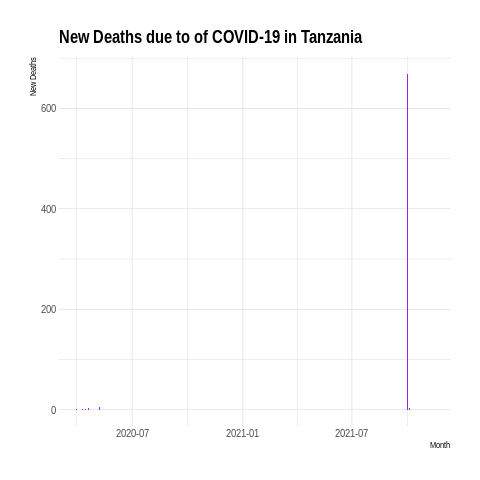 New Deaths due to of COVID-19 in Tanzania
New Deaths
600
400
200
0
2020-07
2021-01
2021-07
Month